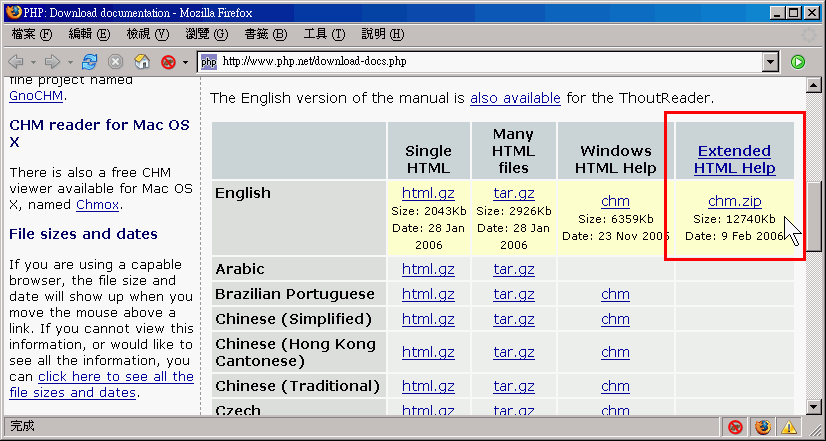 PHP: Download documentation - Mozilla Firefox
檔案 (F) 編輯 (E) 檢視 (V) 瀏覽 (G) 書籤 (B) 工具 (T) 說明 (H)
php http://www.php.net/download-docs.php
fine project named
GnoCHM.
CHM reader for Mac OS
X
There is also a free CHM
viewer available for Mac OS
X, named Chmox.
File sizes and dates
If you are using a capable
browser, the file size and
date will show up when you
move the mouse above a
link. If you cannot view this
information, or would like to
see all the information, you
can click here to see all the
file sizes and dates.
The English version of the manual is also available for the ThoutReader.
Single
HTML
Many
HTML
files
Windows
HTML Help
Extended
HTML Help
English
html.gz
Size: 2043Kb
Date: 28 Jan
2006
tar.gz
Size: 2926Kb
Date: 28 Jan
2006
chm
Size: 6359Kb
Date: 23 Nov 2005
chm.zip
Size: 12740Kb
Date: 9 Feb 2006
Arabic html.gz tar.gz
Brazilian Portuguese html.gz tar.gz chm
Chinese (Simplified) html.gz tar.gz chm
Chinese (Hong Kong
Cantonese) html.gz tar.gz chm
Chinese (Traditional) html.gz tar.gz chm
Czech html.gz tar.gz chm
完成